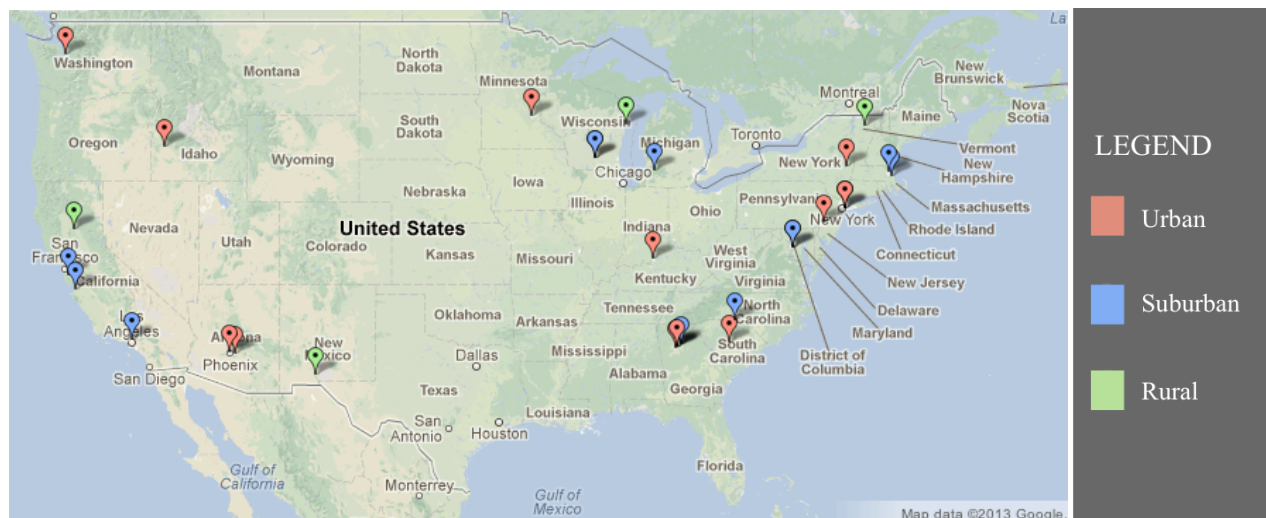 La
Washington
Montana
North
Dakota
Minnesota
Montreal
New
Brunswick
Nova
Scotia
Maine
Oregon
Idaho
South
Dakota
Wisconsin
Michigan
Toronto
Vermont
Wyoming
Chicago
New York
New
Hampshire
Nebraska
Iowa
Illinois
Ohio
Pennsylvani
Massachusetts
Nevada
United States
Indiana
New York
Rhode Island
San
Francisco
Utah
Colorado
Kansas
Missouri
West
Virginia
Connecticut
California
Kentucky
Virginia
New Jersey
Los
Angeles
Oklahoma
Arkansas
Tennessee
North
Carolina
Delaware
Maryland
Arizona
Phoenix
New
Mexico
Dallas
Mississippi
South
Carolina
District of
Columbia
San Diego
Texas
Alabama
Georgia
San
Antonio
Houston
Louisiana
Gulf of
California
Florida
Monterrey
Gulf of
Mexico
Map data ©2013 Google
LEGEND
Urban
Suburban
Rural